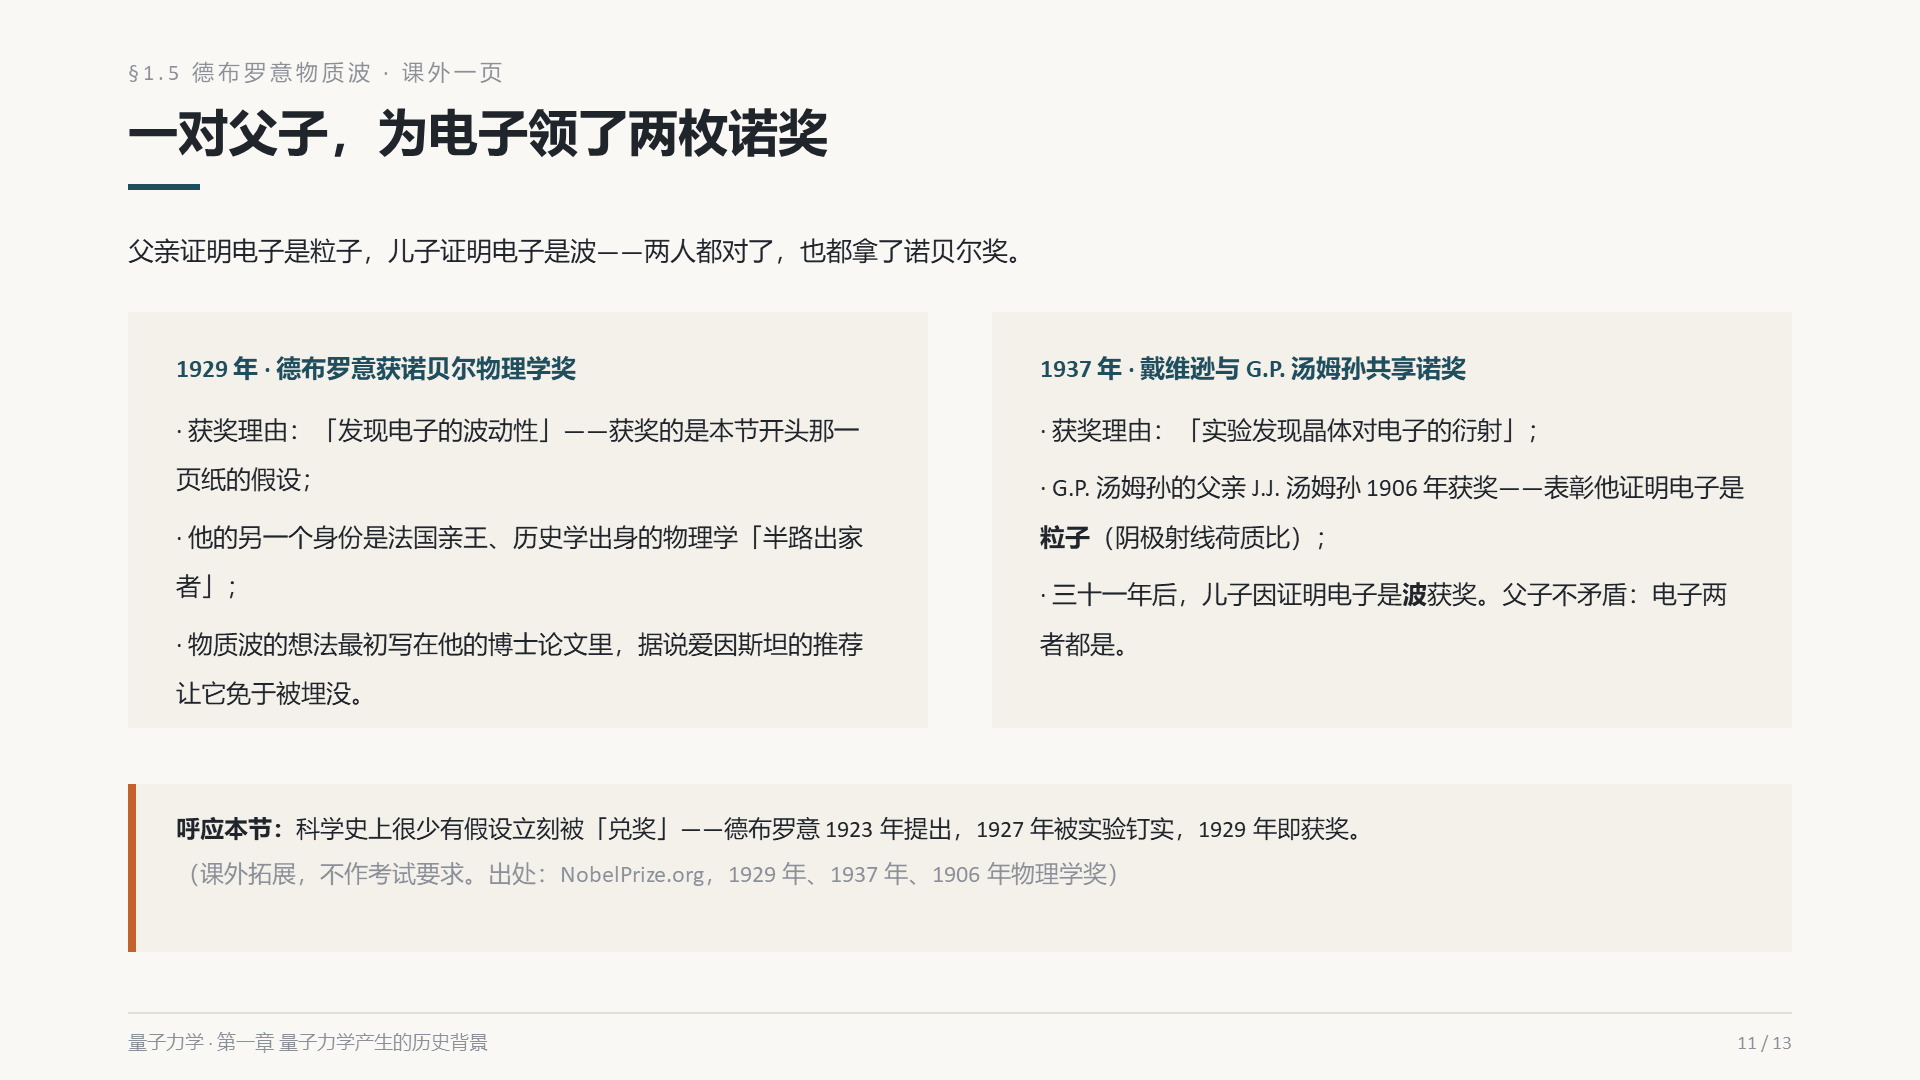 §1.5 德布罗意物质波 · 课外一页
一对父子，为电子领了两枚诺奖
父亲证明电子是粒子，儿子证明电子是波——两人都对了，也都拿了诺贝尔奖。
1929 年 · 德布罗意获诺贝尔物理学奖
· 获奖理由：「发现电子的波动性」——获奖的是本节开头那一
页纸的假设；
· 他的另一个身份是法国亲王、历史学出身的物理学「半路出家
者」；
· 物质波的想法最初写在他的博士论文里，据说爱因斯坦的推荐
让它免于被埋没。
1937 年 · 戴维逊与 G.P. 汤姆孙共享诺奖
· 获奖理由：「实验发现晶体对电子的衍射」；
· G.P. 汤姆孙的父亲 J.J. 汤姆孙 1906 年获奖——表彰他证明电子是
粒子（阴极射线荷质比）；
· 三十一年后，儿子因证明电子是波获奖。父子不矛盾：电子两
者都是。
呼应本节：科学史上很少有假设立刻被「兑奖」——德布罗意 1923 年提出，1927 年被实验钉实，1929 年即获奖。
（课外拓展，不作考试要求。出处：NobelPrize.org，1929 年、1937 年、1906 年物理学奖）
量子力学 · 第一章 量子力学产生的历史背景
11 / 13